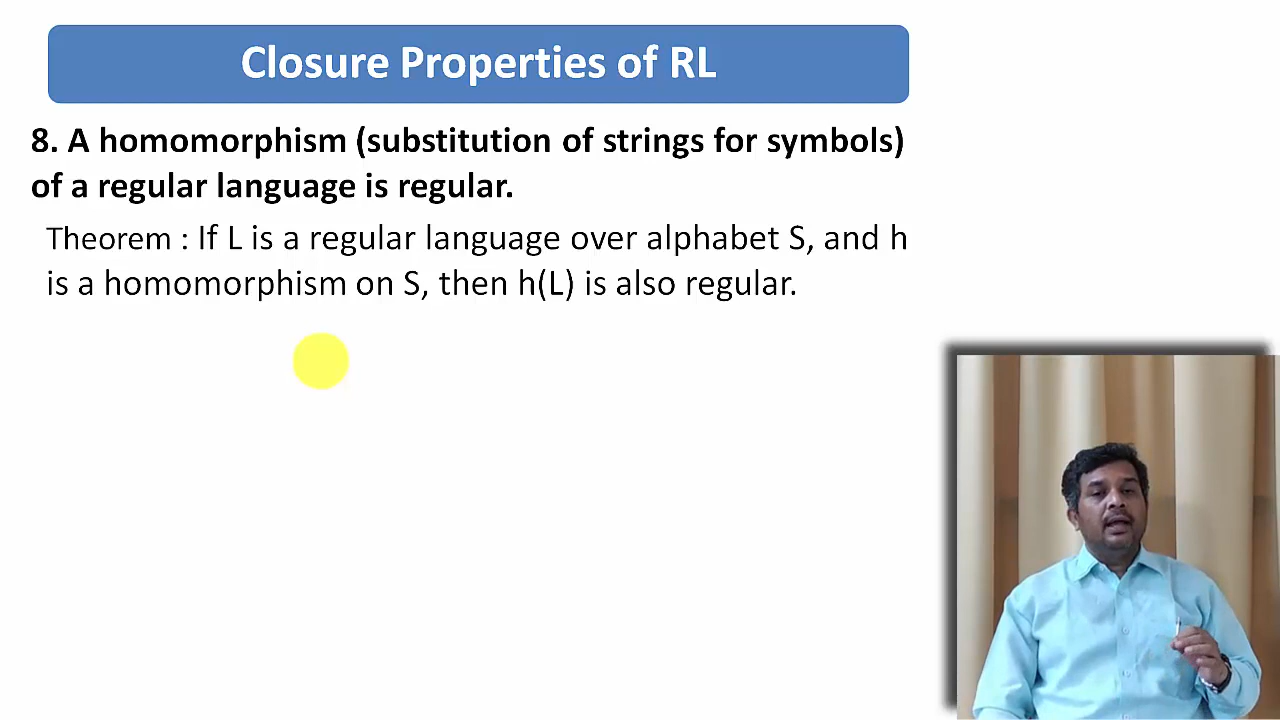 Closure Properties of RL
8. A homomorphism (substitution of strings for symbols)
of a regular language is regular.
Theorem : If L is a regular language over alphabet S, and h
is a homomorphism on S, then h(L) is also regular.